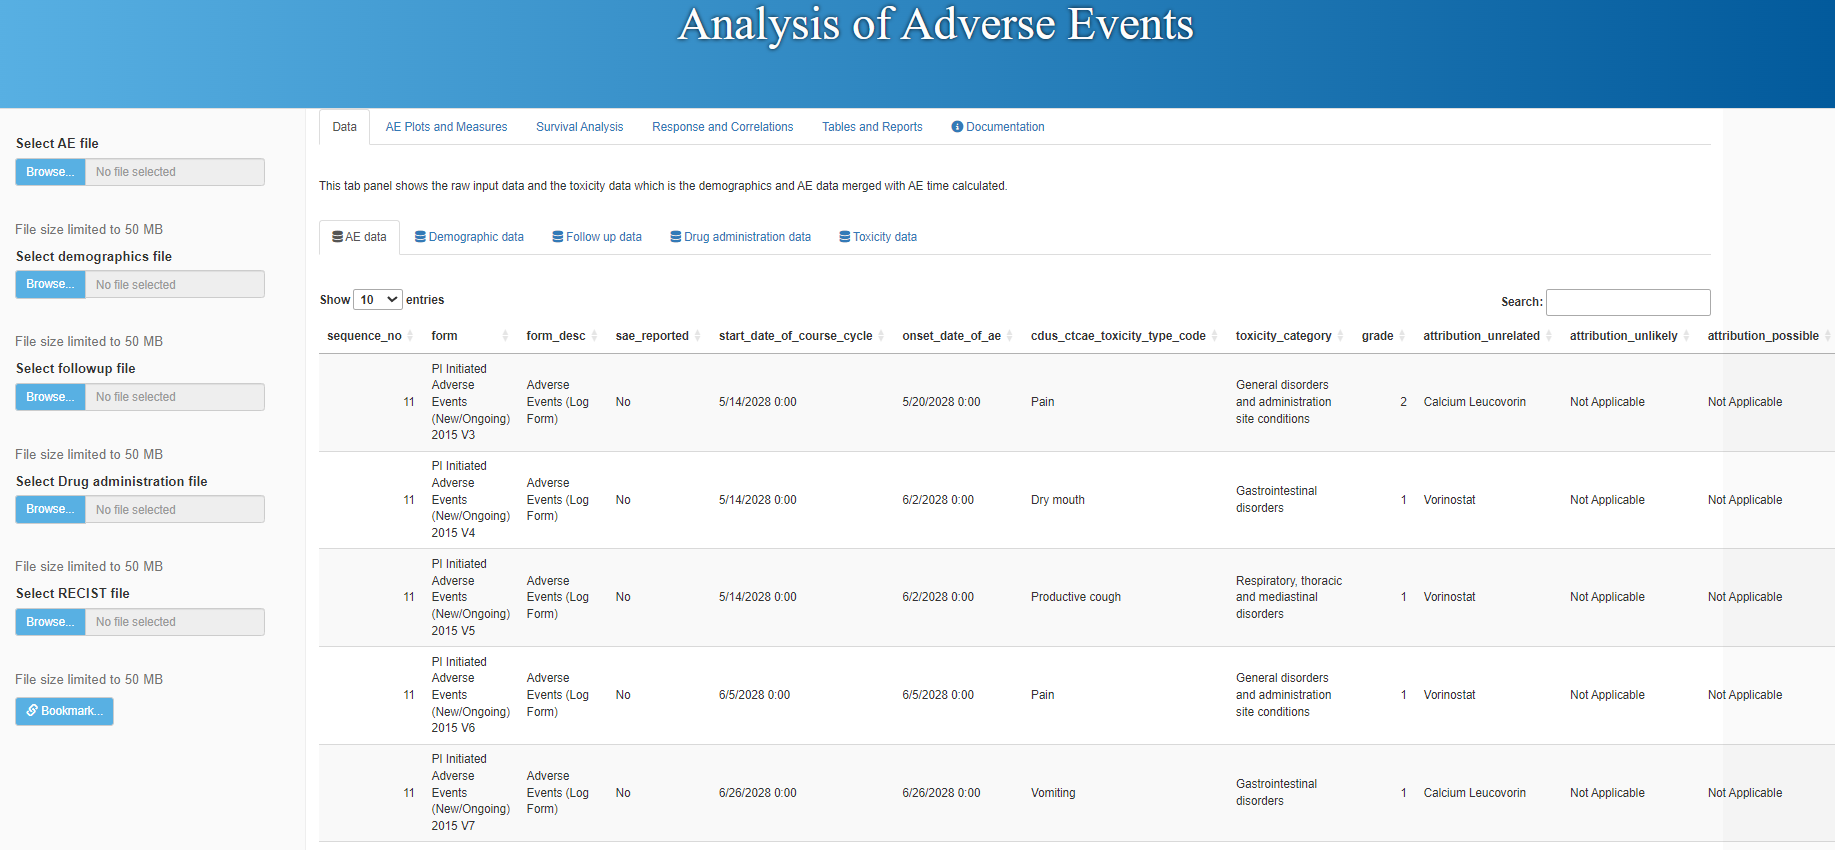 Analysis of Adverse Events
Select AE file
Browse... No file selected
File size limited to 50 MB
Select demographics file
Browse... No file selected
File size limited to 50 MB
Select followup file
Browse... No file selected
File size limited to 50 MB
Select Drug administration file
Browse... No file selected
File size limited to 50 MB
Select RECIST file
Browse... No file selected
File size limited to 50 MB
Bookmark...
Data AE Plots and Measures Survival Analysis Response and Correlations Tables and Reports Documentation
This tab panel shows the raw input data and the toxicity data which is the demographics and AE data merged with AE time calculated.
AE data Demographic data Follow up data Drug administration data Toxicity data
Show 10 entries
Search:
sequence_no form form_desc sae_reported start_date_of_course_cycle onset_date_of_ae cdus_ctcae_toxicity_type_code toxicity_category grade attribution_unrelated attribution_unlikely attribution_possible
PI Initiated
Adverse Adverse General disorders
11 Events Events (Log No 5/14/2028 0:00 5/20/2028 0:00 Pain and administration 2 Calcium Leucovorin Not Applicable Not Applicable
(New/Ongoing) Form) site conditions
2015 V3
PI Initiated
Adverse Adverse Gastrointestinal
11 Events Events (Log No 5/14/2028 0:00 6/2/2028 0:00 Dry mouth disorders 1 Vorinostat Not Applicable Not Applicable
(New/Ongoing) Form)
2015 V4
PI Initiated
Adverse Adverse Respiratory, thoracic
11 Events Events (Log No 5/14/2028 0:00 6/2/2028 0:00 Productive cough and mediastinal 1 Vorinostat Not Applicable Not Applicable
(New/Ongoing) Form) disorders
2015 V5
PI Initiated
Adverse Adverse General disorders
11 Events Events (Log No 6/5/2028 0:00 6/5/2028 0:00 Pain and administration 1 Vorinostat Not Applicable Not Applicable
(New/Ongoing) Form) site conditions
2015 V6
PI Initiated
Adverse Adverse Gastrointestinal
11 Events Events (Log No 6/26/2028 0:00 6/26/2028 0:00 Vomiting disorders 1 Calcium Leucovorin Not Applicable Not Applicable
(New/Ongoing) Form)
2015 V7